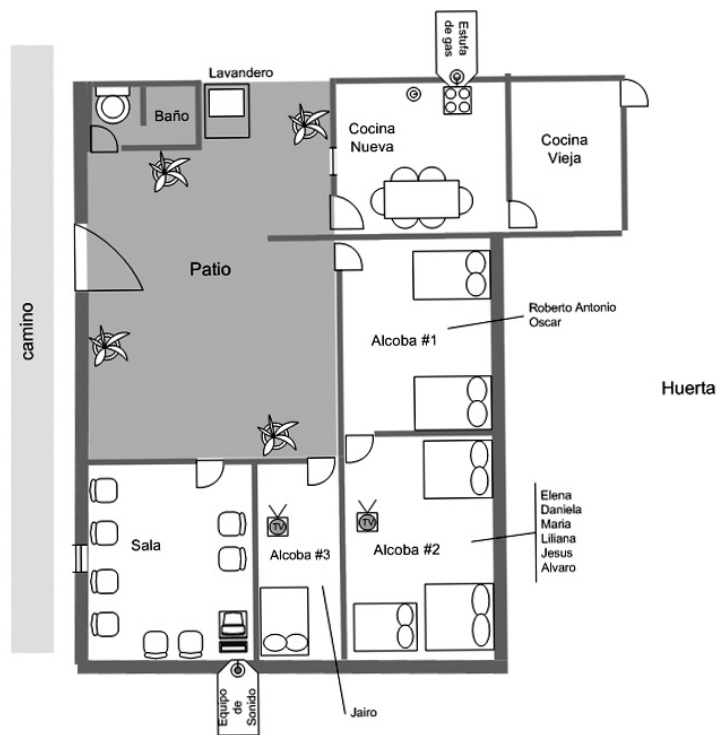 Estufa
de gas
Lavandero
Baño
Cocina
Nueva
Cocina
Vieja
Patio
camino
Roberto Antonio
Oscar
Alcoba #1
Huerta
Elena
Daniela
Maria
Liliana
Jesus
Alvaro
TV
TV
Sala
Alcoba #3
Alcoba #2
Equipo
de
Sonido
Jairo